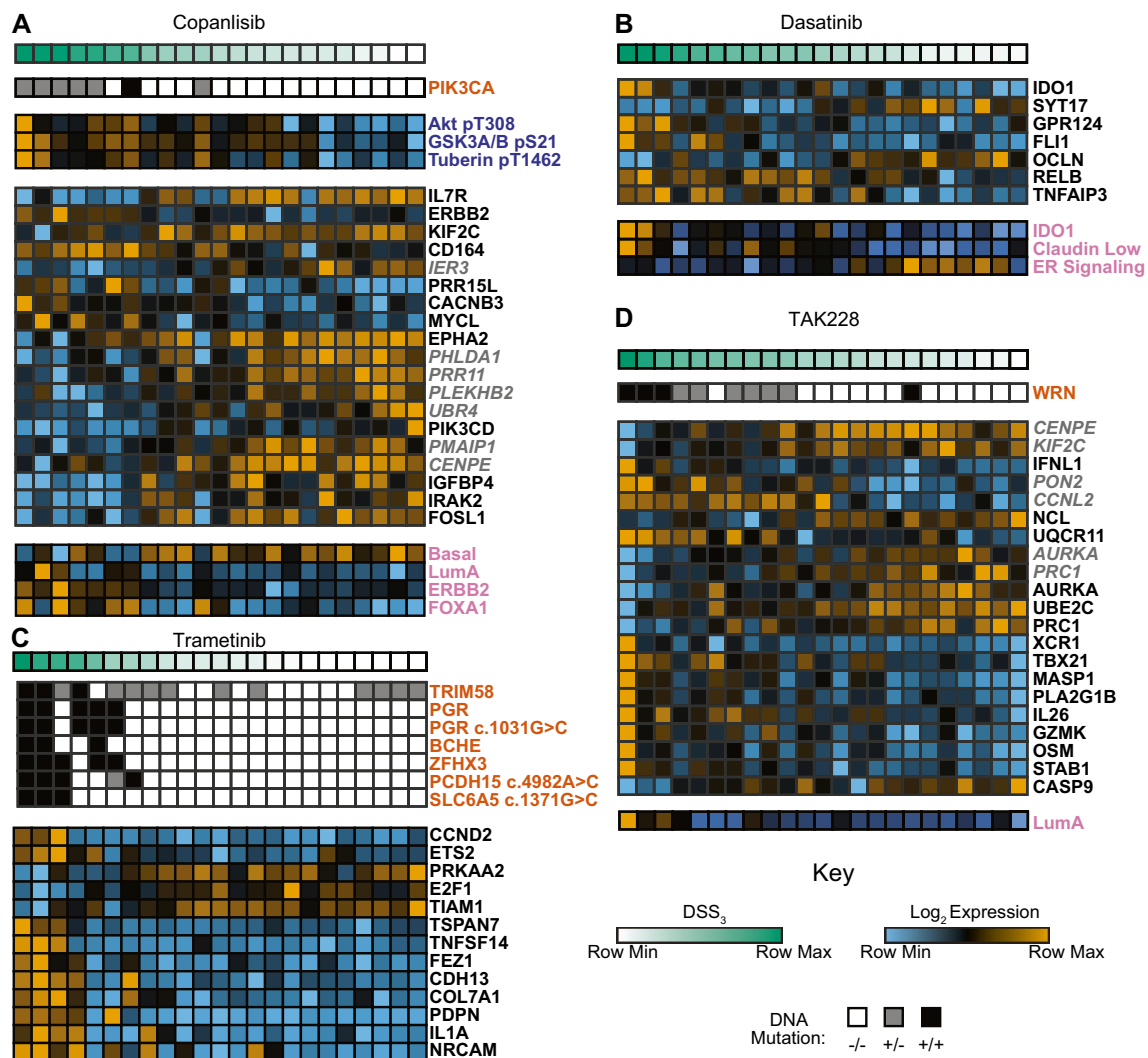 A
Copanlisib
PIK3CA
Akt pT308
GSK3A/B pS21
Tuberin pT1462
IL7R
ERBB2
KIF2C
CD164
IER3
PRR15L
CACNB3
MYCL
EPHA2
PHLDA1
PRR11
PLEKHB2
UBR4
PIK3CD
PMAIP1
CENPE
IGFBP4
IRAK2
FOSL1
Basal
LumA
ERBB2
FOXA1
B
Dasatinib
IDO1
SYT17
GPR124
FLI1
OCLN
RELB
TNFAIP3
IDO1
Claudin Low
ER Signaling
C
Trametinib
TRIM58
PGR
PGR c.1031G>C
BCHE
ZFHX3
PCDH15 c.4982A>C
SLC6A5 c.1371G>C
CCND2
ETS2
PRKAA2
E2F1
TIAM1
TSPAN7
TNFSF14
FEZ1
CDH13
COL7A1
PDPN
IL1A
NRCAM
D
TAK228
WRN
CENPE
KIF2C
IFNL1
PON2
CCNL2
NCL
UQCR11
AURKA
PRC1
AURKA
UBE2C
PRC1
XCR1
TBX21
MASP1
PLA2G1B
IL26
GZMK
OSM
STAB1
CASP9
LumA
Key
DSS3
Row Min Row Max
Log2 Expression
Row Min Row Max
DNA
Mutation: -/- +/- +/+